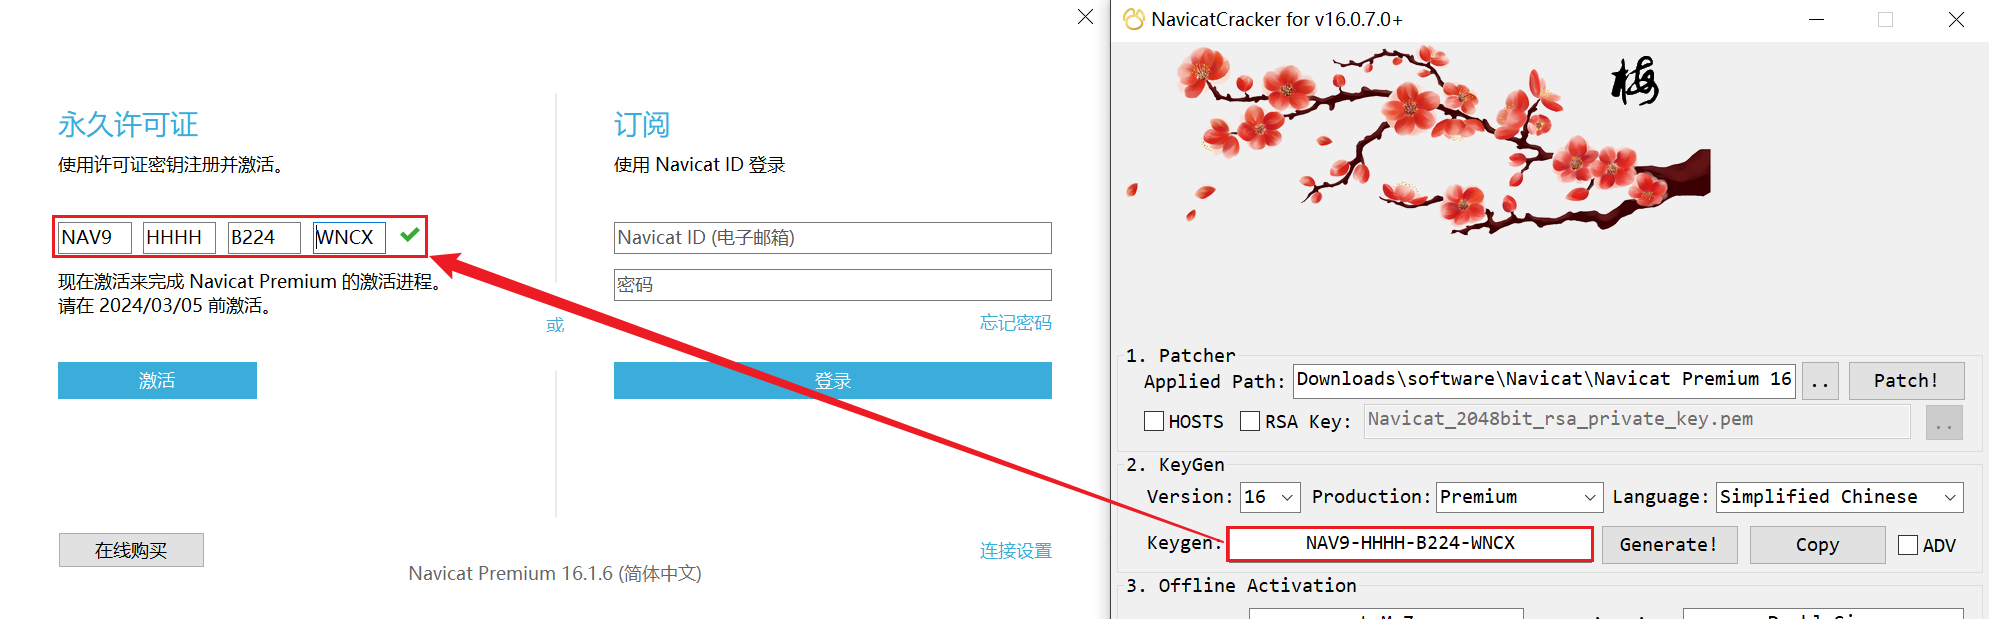 永久许可证
使用许可证密钥注册并激活。
NAV9 HHHH B224 WNCX
现在激活来完成 Navicat Premium 的激活进程。
请在 2024/03/05 前激活。
激活
在线购买
或
订阅
使用 Navicat ID 登录
Navicat ID (电子邮箱)
密码
忘记密码
登录
连接设置
Navicat Premium 16.1.6 (简体中文)
NavicatCracker for v16.0.7.0+
梅
1. Patcher
Applied Path: Downloads\software\Navicat\Navicat Premium 16 .. Patch!
HOSTS RSA Key: Navicat_2048bit_rsa_private_key.pem ..
2. KeyGen
Version: 16 Production: Premium Language: Simplified Chinese
Keygen: NAV9-HHHH-B224-WNCX Generate! Copy ADV
3. Offline Activation